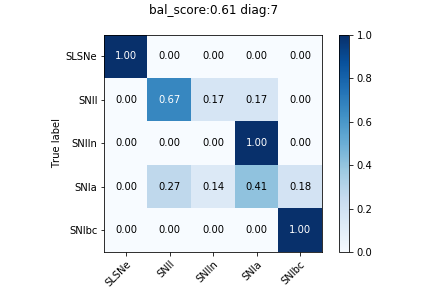 bal_score:0.61 diag:7
SLSNe 1.00 0.00 0.00 0.00 0.00
SNII 0.00 0.67 0.17 0.17 0.00
SNIIn 0.00 0.00 0.00 1.00 0.00
SNIa 0.00 0.27 0.14 0.41 0.18
SNIbc 0.00 0.00 0.00 0.00 1.00
SLSNe SNII SNIIn SNIa SNIbc
True label
1.0
0.8
0.6
0.4
0.2
0.0